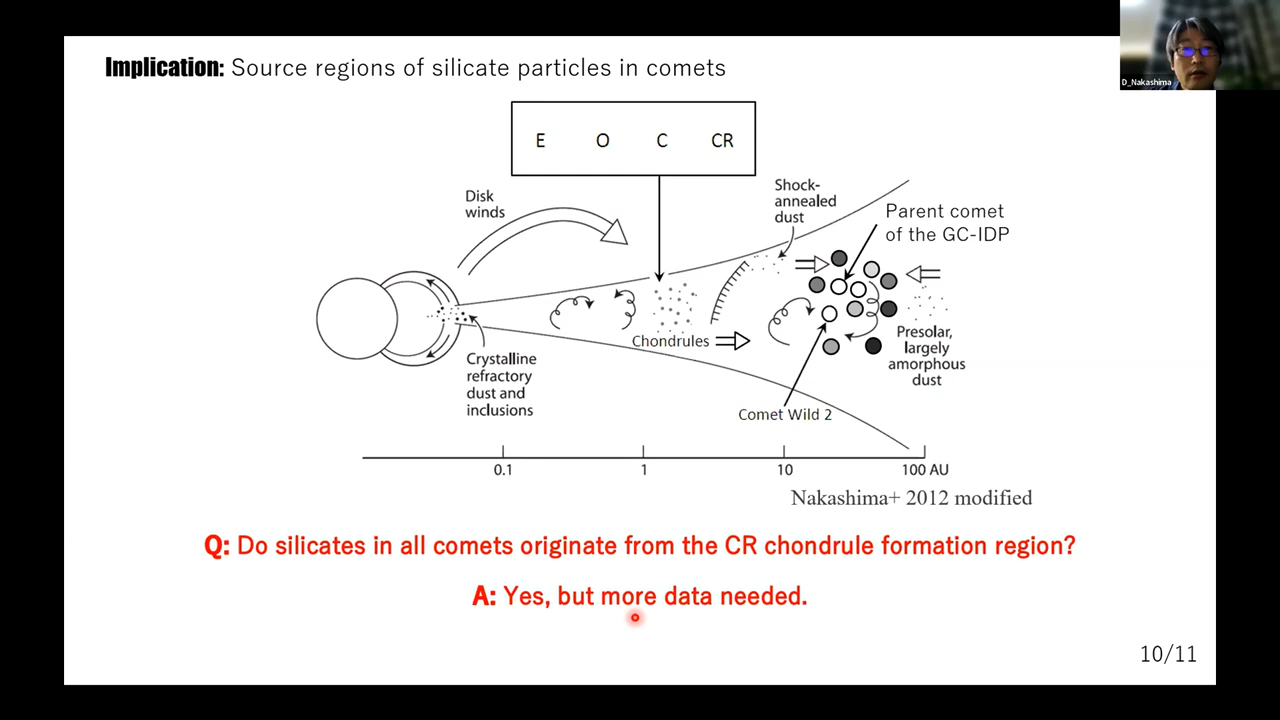 Implication: Source regions of silicate particles in comets
D_Nakashima
E O C CR
Disk
winds
Shock-
annealed
dust
Parent comet
of the GC-IDP
Chondrules
Crystalline
refractory
dust and
inclusions
Presolar,
largely
amorphous
dust
Comet Wild 2
0.1 1 10 100 AU
Nakashima+ 2012 modified
Q: Do silicates in all comets originate from the CR chondrule formation region?
A: Yes, but more data needed.
10/11